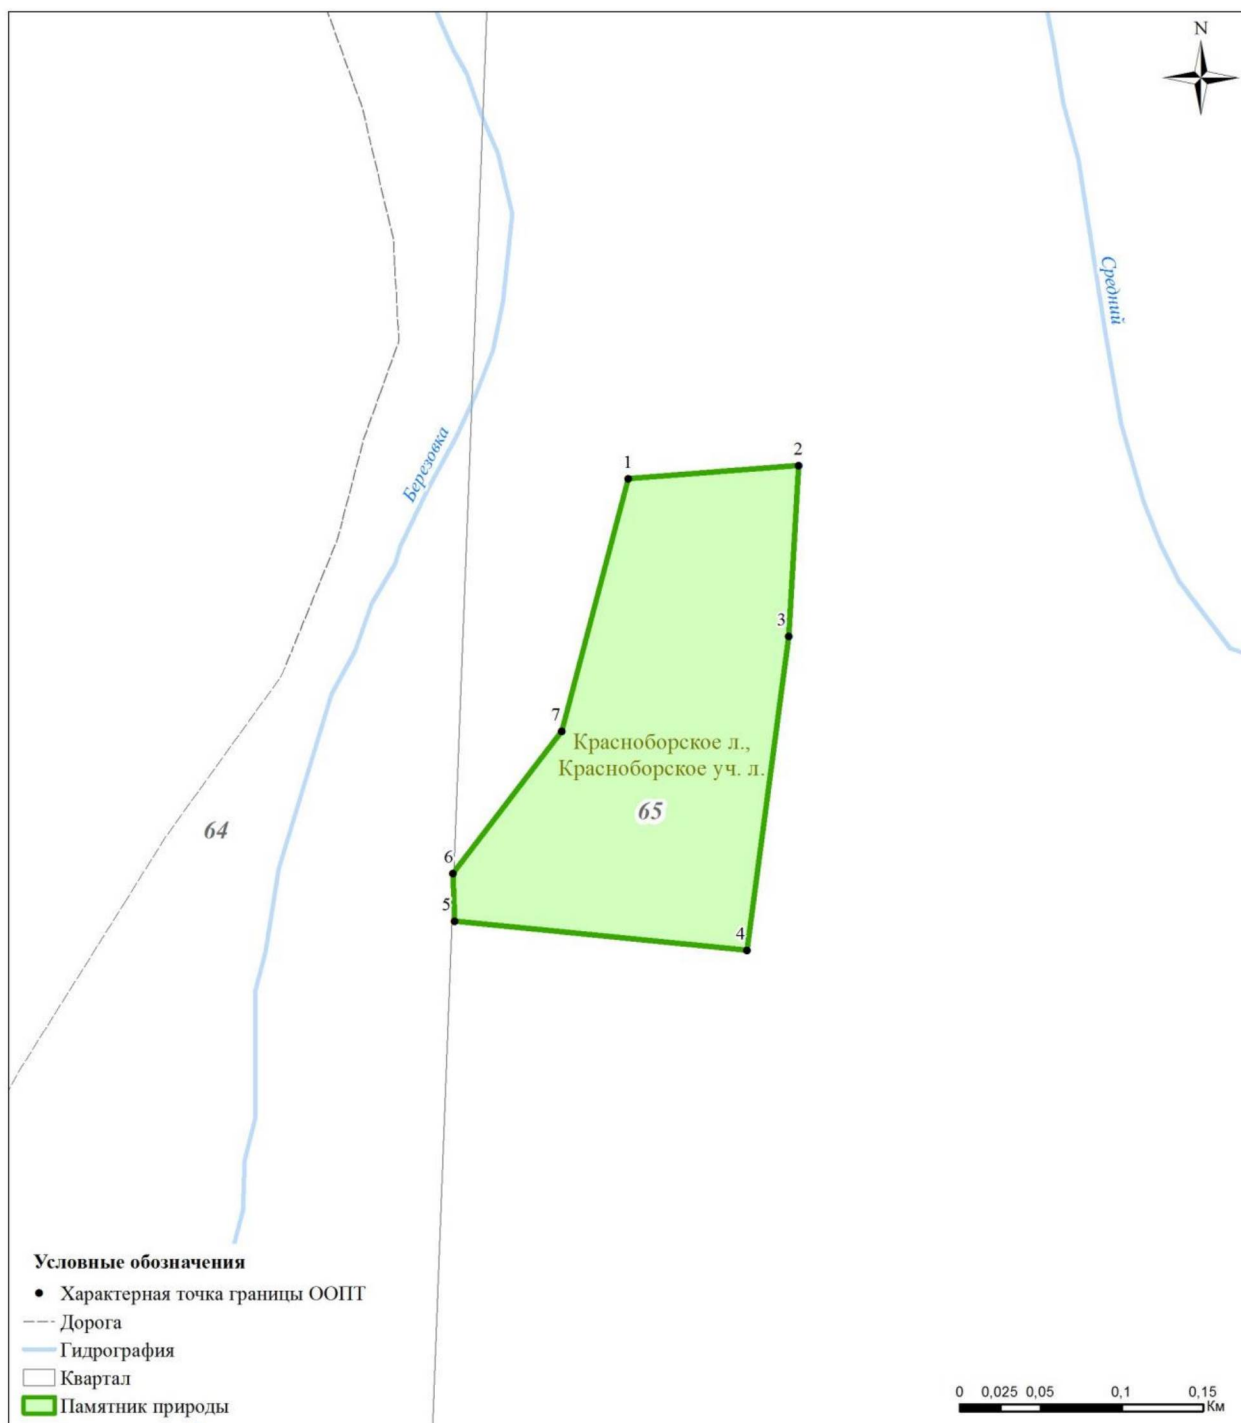 N
Средний
Березовка
1
2
3
7
Красноборское л.,
Красноборское уч. л.
65
64
6
5
4
Условные обозначения
Характерная точка границы ООПТ
Дорога
Гидрография
Квартал
Памятник природы
0 0,025 0,05 0,1 0,15
Км